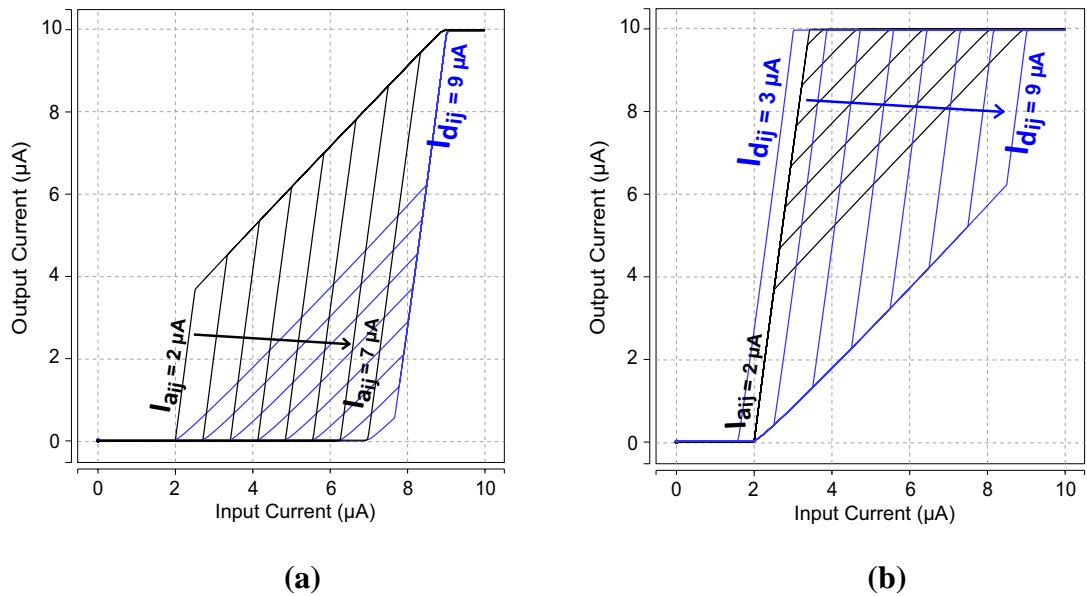 10
8
6
4
2
0
Output Current (µA)
I_aij = 2 µA
I_aij = 7 µA
I_dij = 9 µA
0 2 4 6 8 10
Input Current (µA)
(a)
10
8
6
4
2
0
Output Current (µA)
I_dij = 3 µA
I_dij = 9 µA
I_aij = 2 µA
0 2 4 6 8 10
Input Current (µA)
(b)